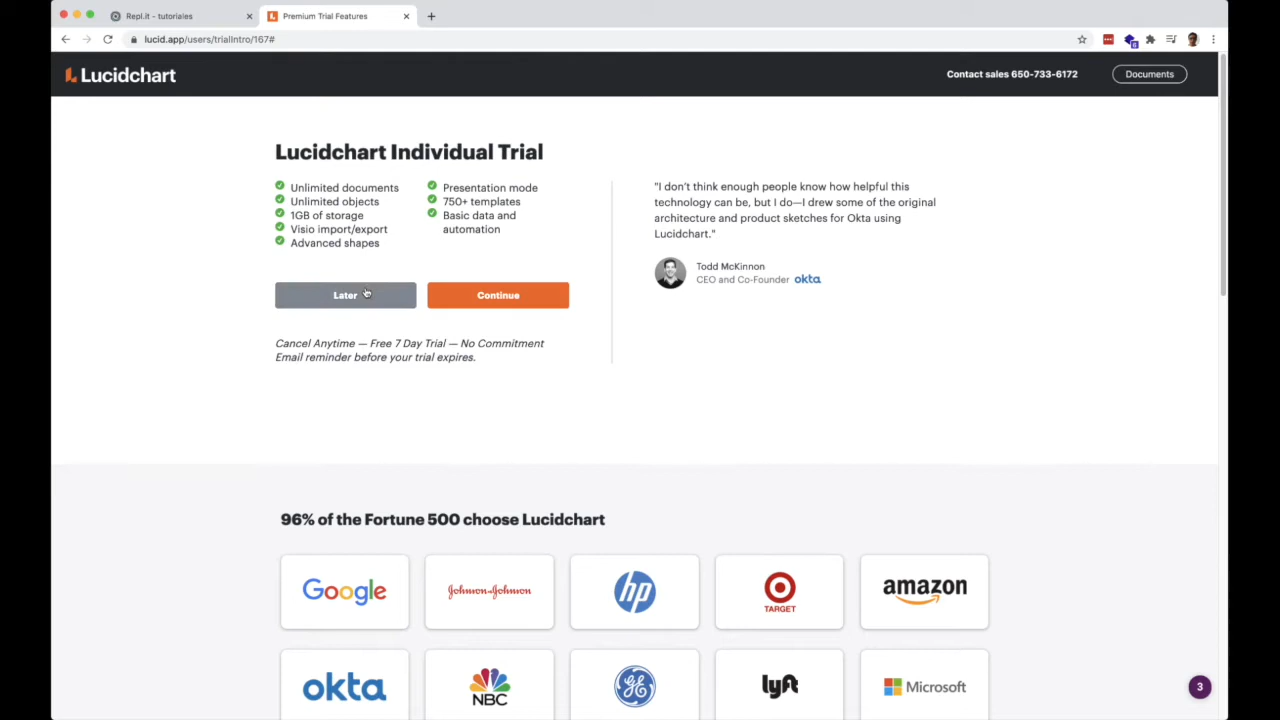 Repl.it - tutoriales
Premium Trial Features
lucid.app/users/trialIntro/167#
Lucidchart
Contact sales 650-733-6172
Documents
Lucidchart Individual Trial
Unlimited documents
Unlimited objects
1GB of storage
Visio import/export
Advanced shapes
Presentation mode
750+ templates
Basic data and
automation
Later
Continue
Cancel Anytime — Free 7 Day Trial — No Commitment
Email reminder before your trial expires.
"I don't think enough people know how helpful this
technology can be, but I do—I drew some of the original
architecture and product sketches for Okta using
Lucidchart."
Todd McKinnon
CEO and Co-Founder okta
96% of the Fortune 500 choose Lucidchart
Google
Johnson & Johnson
hp
TARGET
amazon
okta
NBC
GE
lyft
Microsoft
3